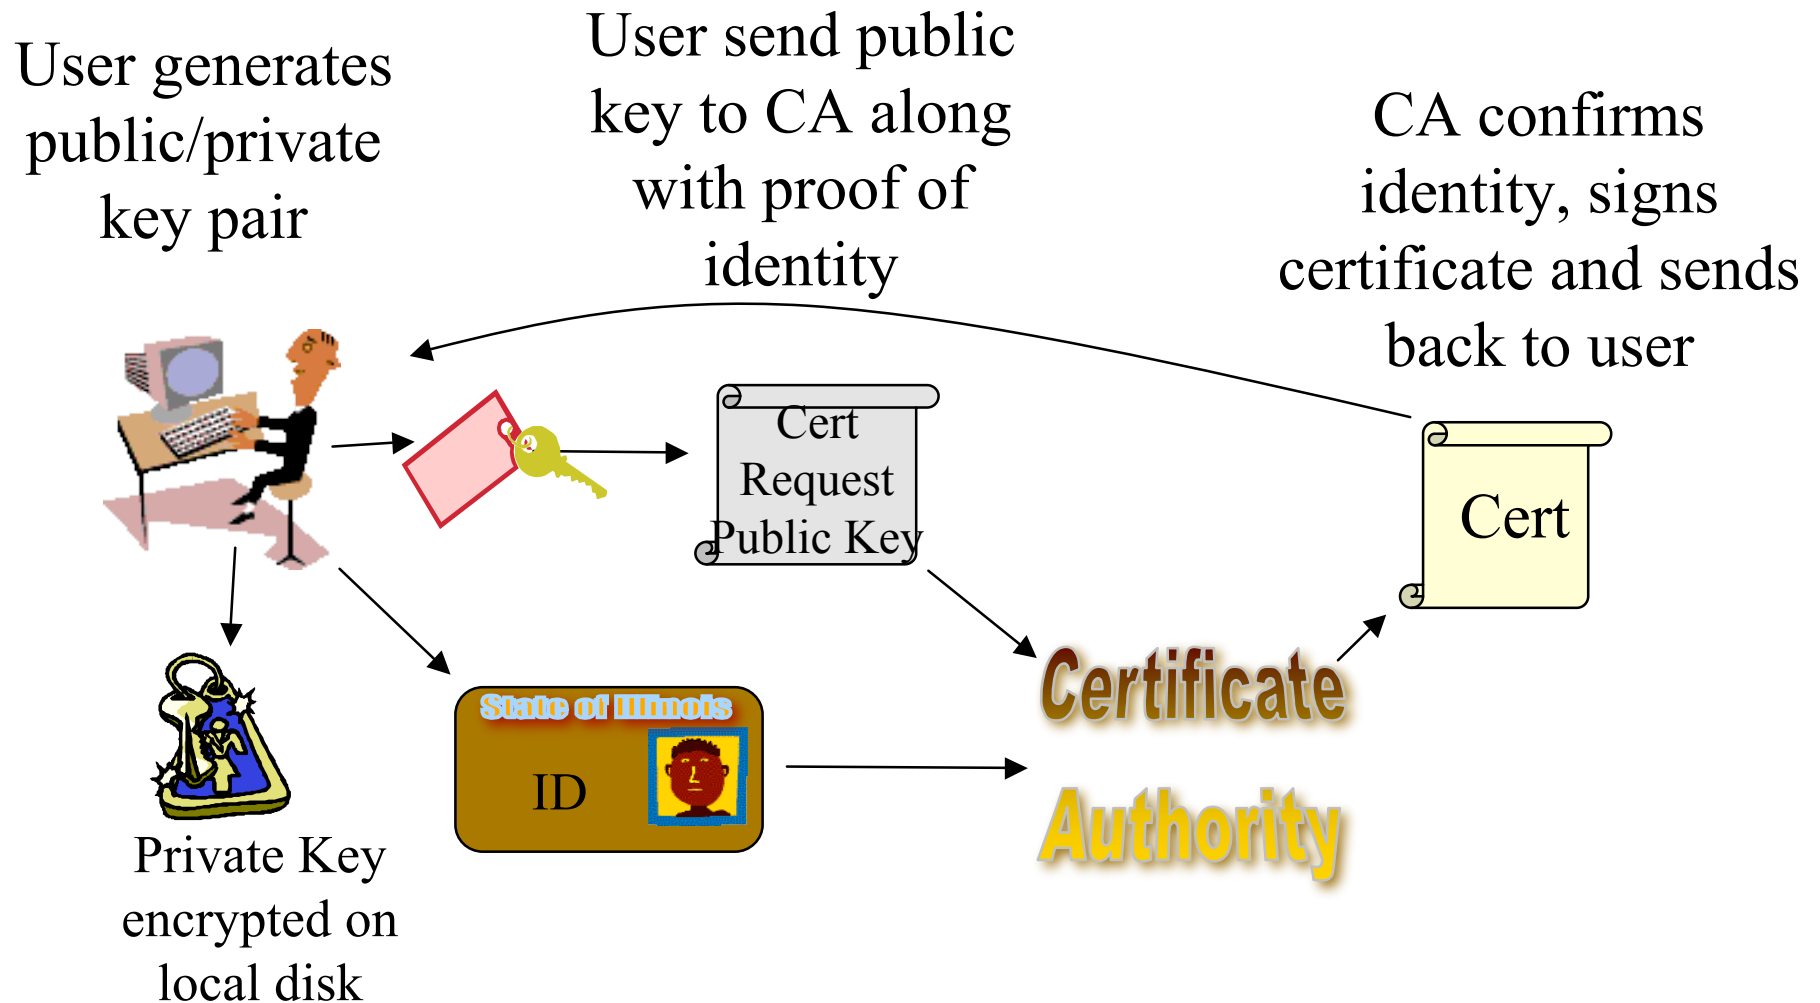 User generates
public/private
key pair
User send public
key to CA along
with proof of
identity
CA confirms
identity, signs
certificate and sends
back to user
Cert
Request
Public Key
Cert
State of Illinois
ID
Certificate
Authority
Private Key
encrypted on
local disk